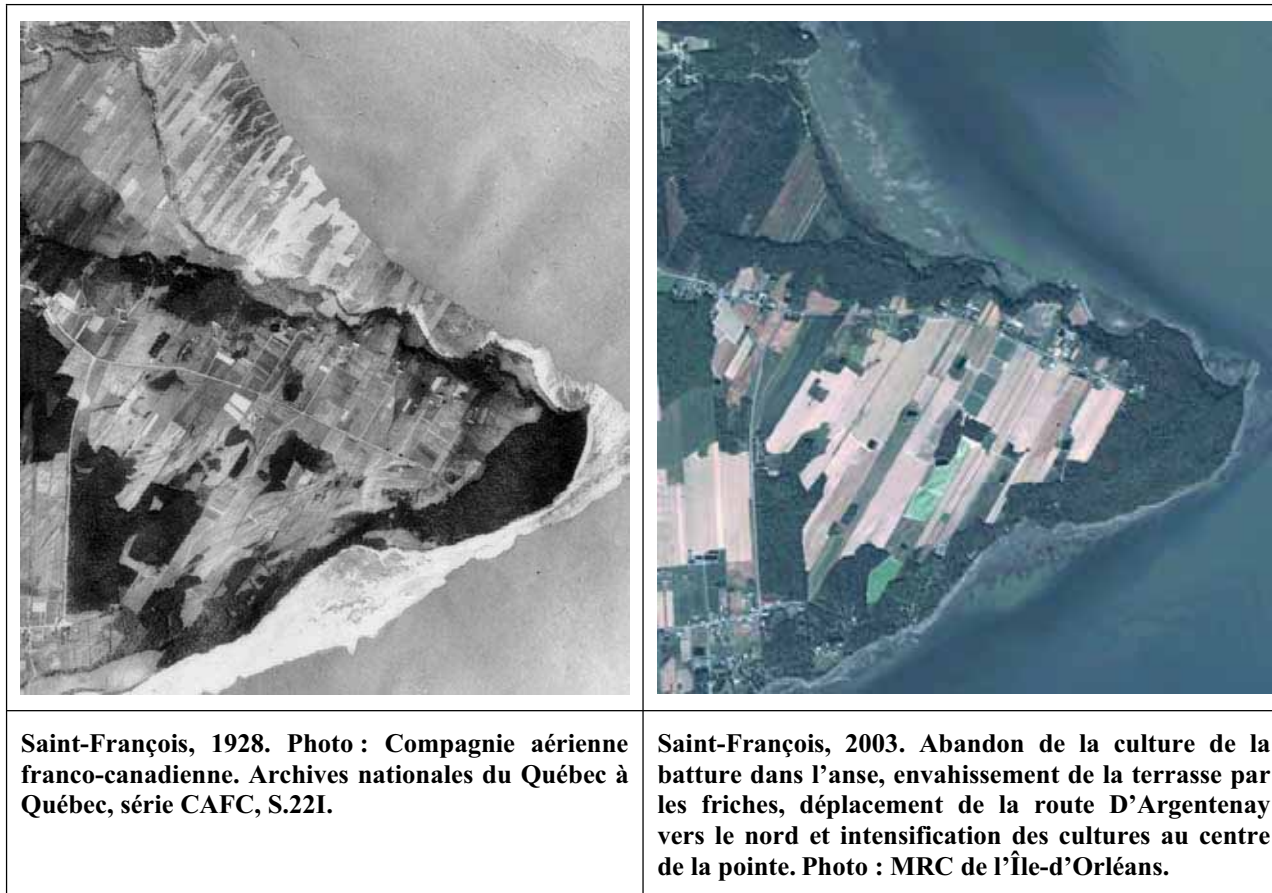 Saint-François, 1928. Photo : Compagnie aérienne
franco-canadienne. Archives nationales du Québec à
Québec, série CAFC, S.22I.
Saint-François, 2003. Abandon de la culture de la
batture dans l’anse, envahissement de la terrasse par
les friches, déplacement de la route D’Argentenay
vers le nord et intensification des cultures au centre
de la pointe. Photo : MRC de l’Île-d’Orléans.